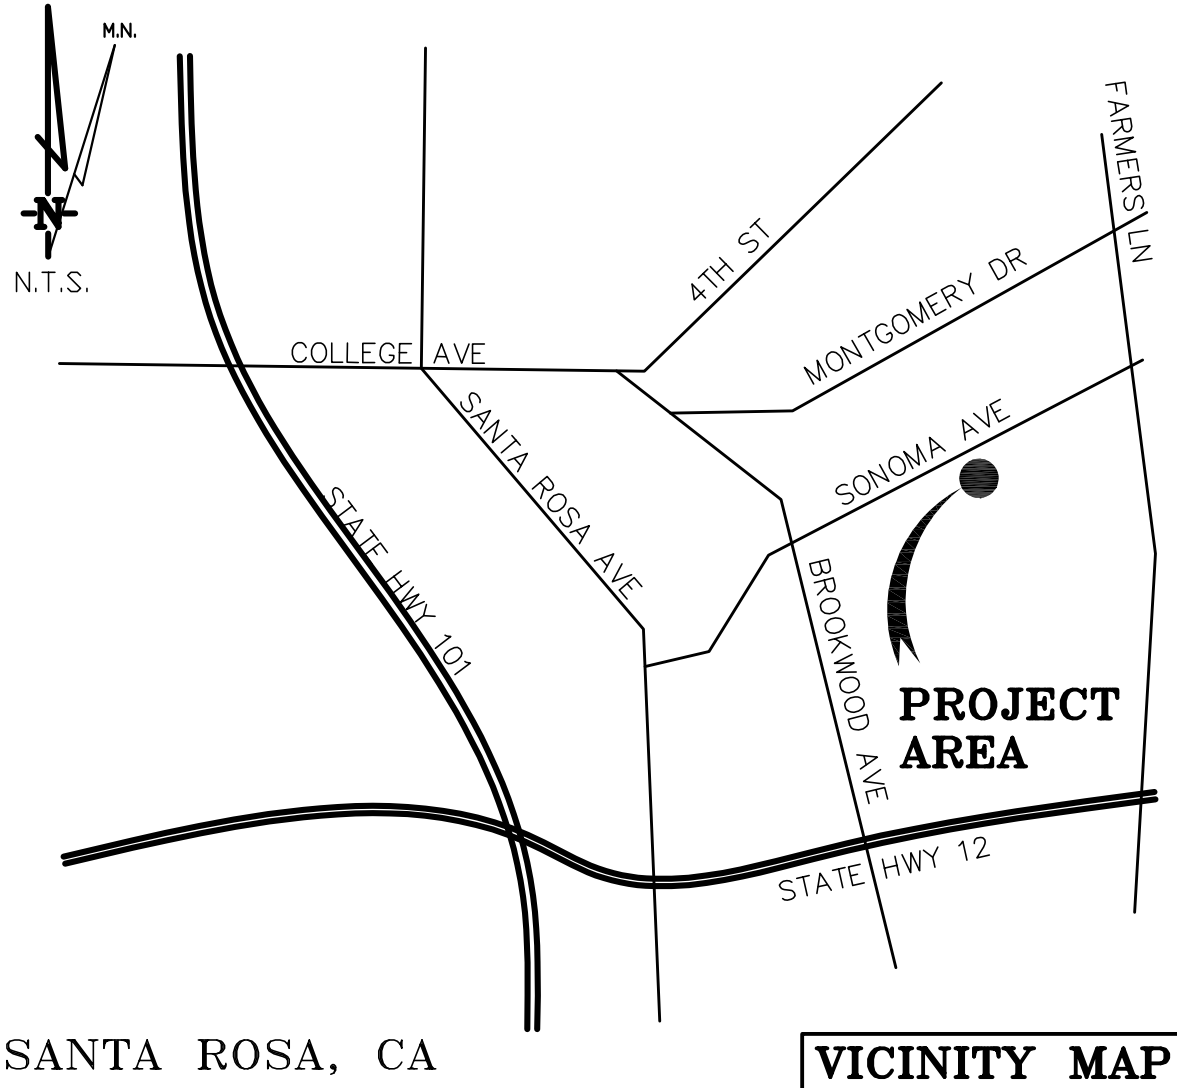 M.N.
N
N.T.S.
FARMERS LN
4TH ST
MONTGOMERY DR
COLLEGE AVE
SANTA ROSA AVE
SONOMA AVE
STATE HWY 101
BROOKWOOD AVE
PROJECT
AREA
STATE HWY 12
SANTA ROSA, CA
VICINITY MAP